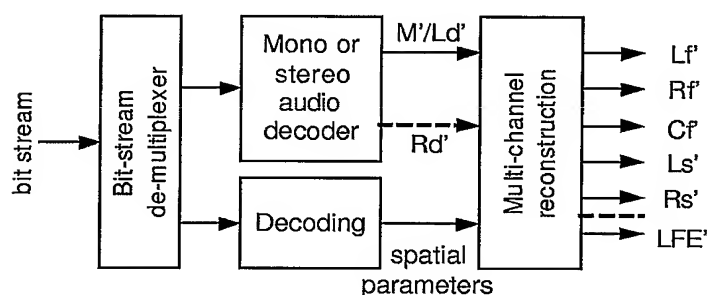 bit stream
Bit-stream
de-multiplexer
Mono or
stereo
audio
decoder
Decoding
M'/Ld'
Rd'
spatial
parameters
Multi-channel
reconstruction
Lf'
Rf'
Cf'
Ls'
Rs'
LFE'